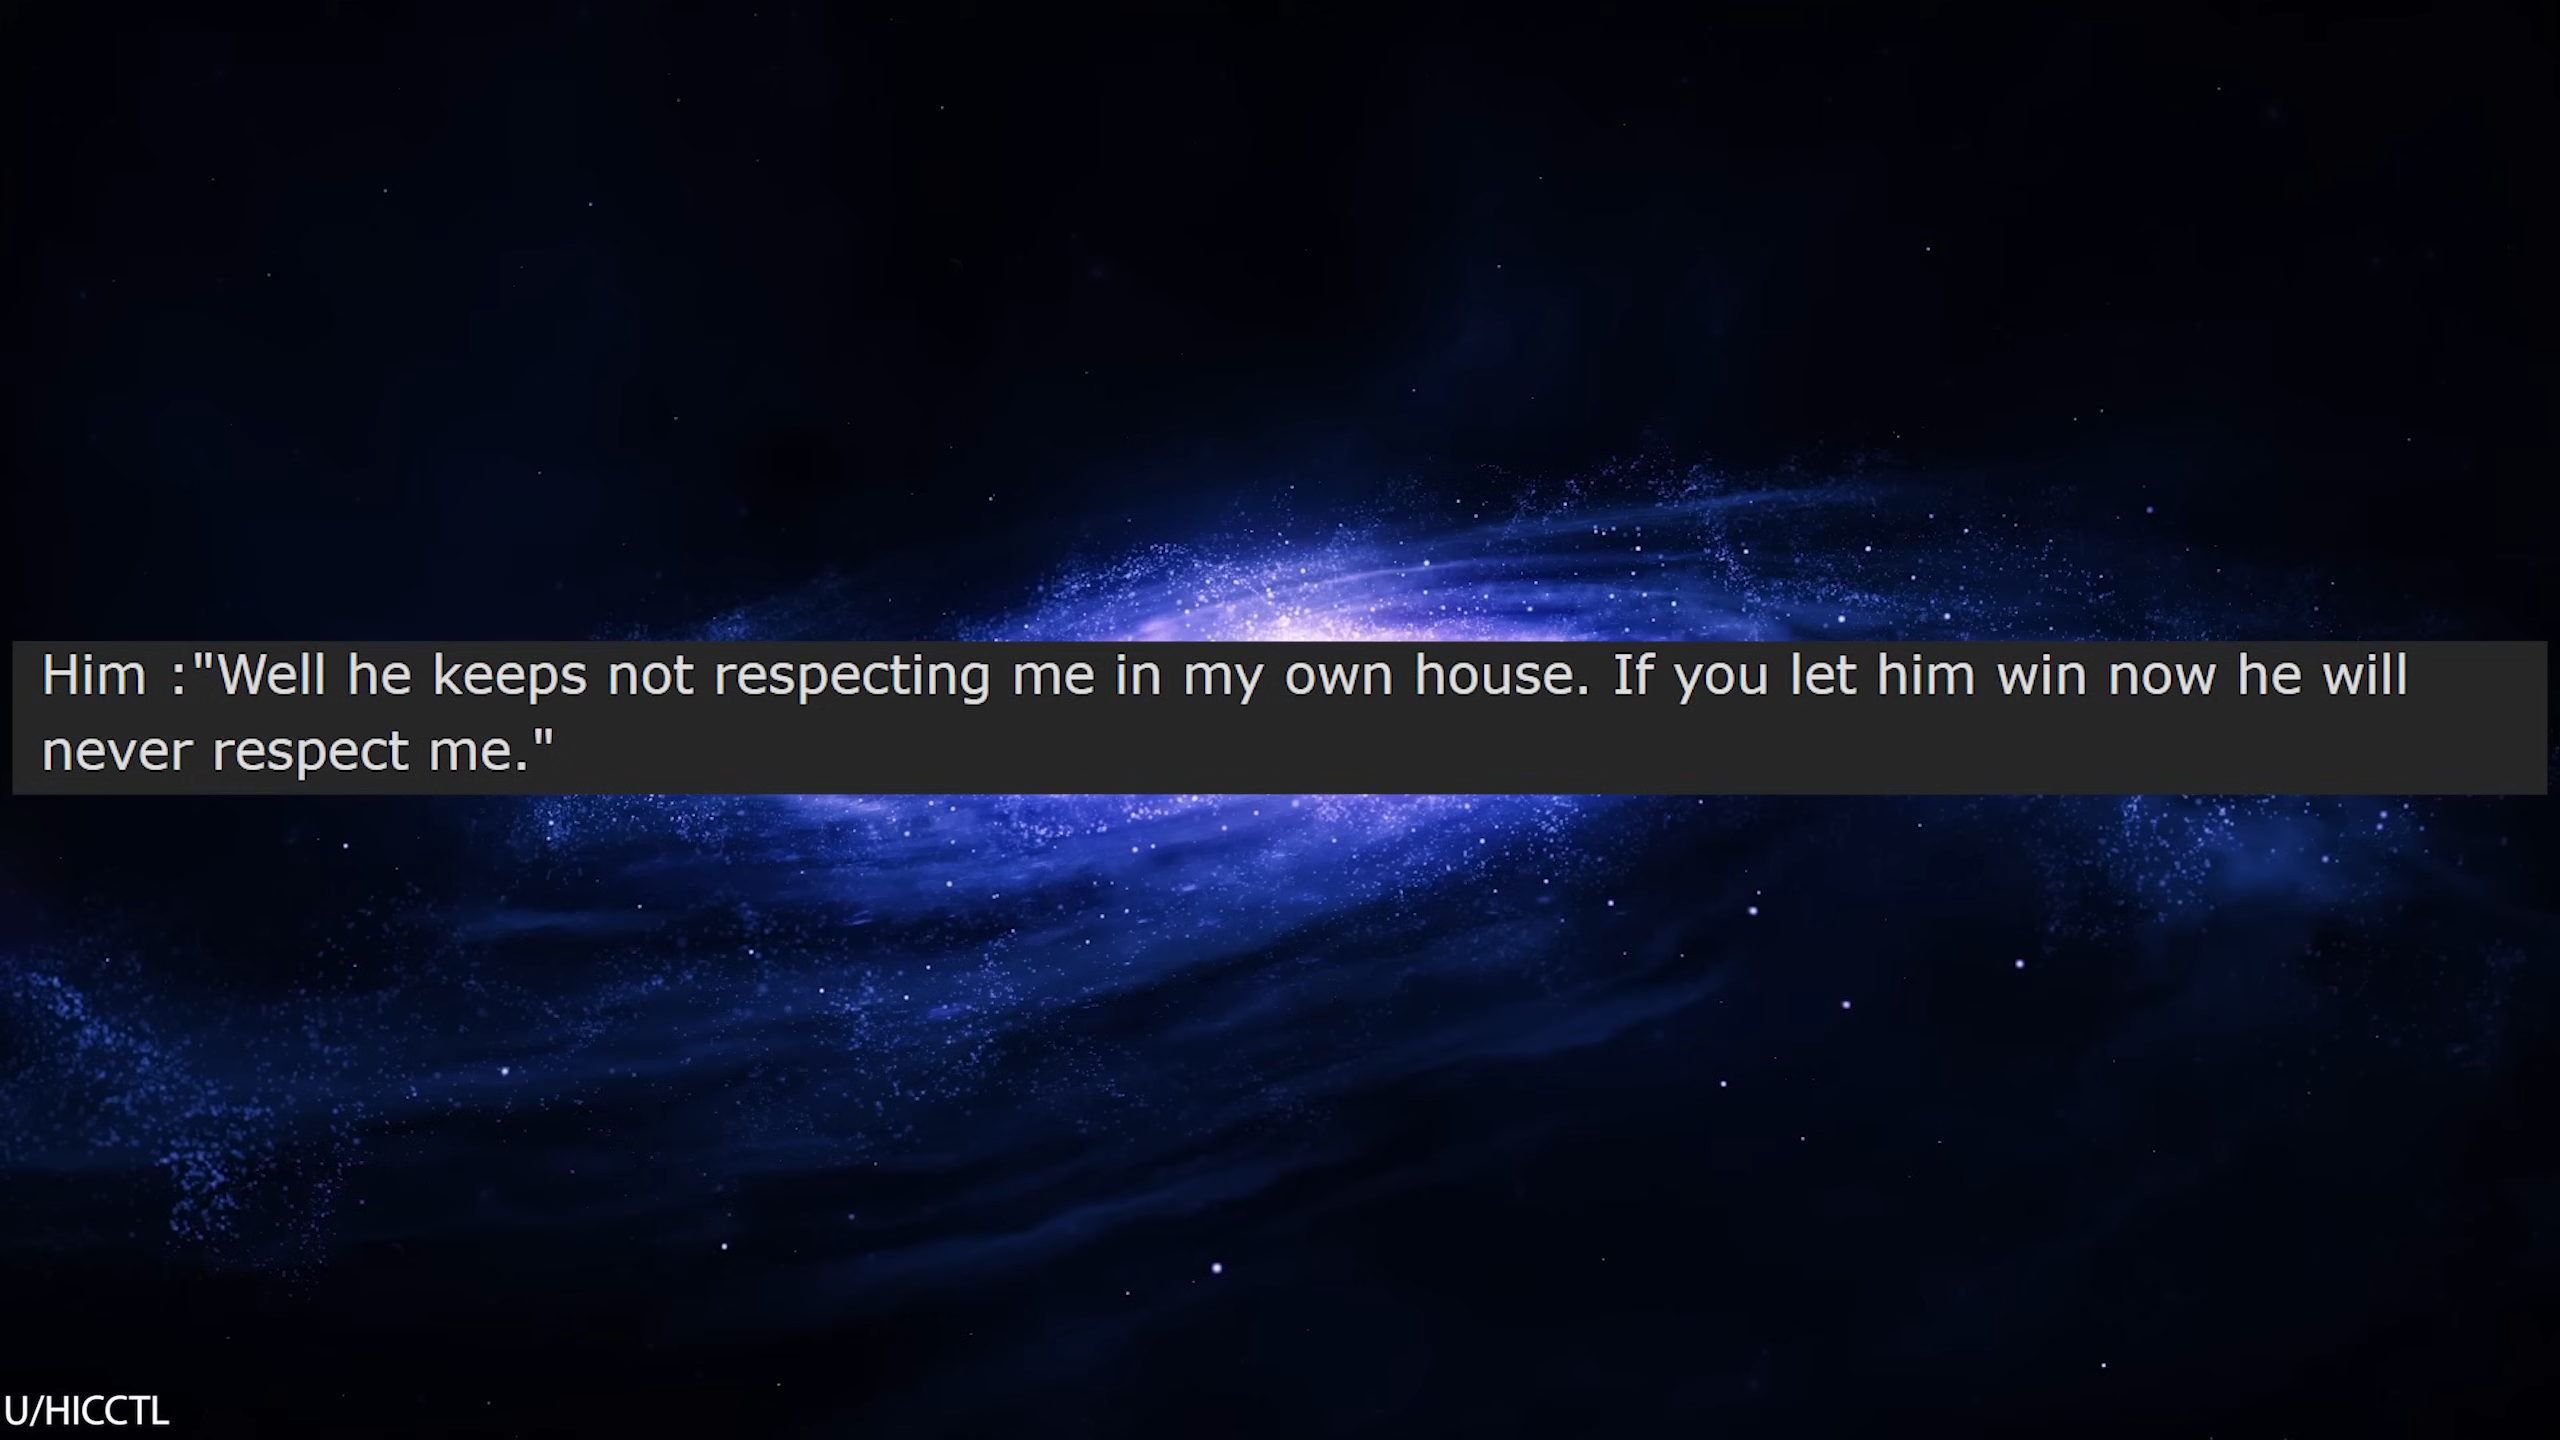 Him :"Well he keeps not respecting me in my own house. If you let him win now he will
never respect me."
U/HICCTL